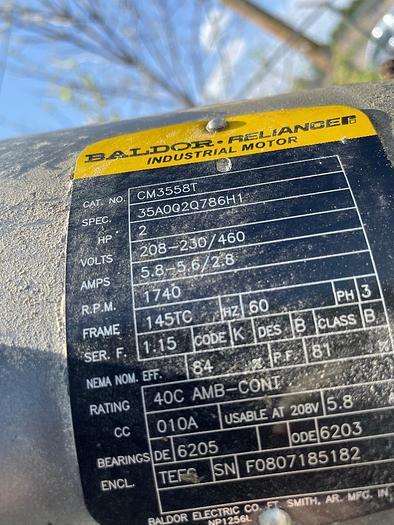 BALDOR · RELIANCE
INDUSTRIAL MOTOR
CAT. NO. CM3558T
SPEC. 35A002Q786H1
HP 2
VOLTS 208-230/460
AMPS 5.8-5.6/2.8
R.P.M. 1740
FRAME 145TC HZ 60 PH 3
SER. F. 1.15 CODE K DES B CLASS B
NEMA NOM. EFF. 84 % P.F. 81 %
RATING 40C AMB-CONT
CC 010A USABLE AT 208V 5.8
BEARINGS DE 6205 ODE 6203
ENCL. TEFC SN F0807185182
BALDOR ELECTRIC CO. FT. SMITH, AR. MFG. IN
NP1256L